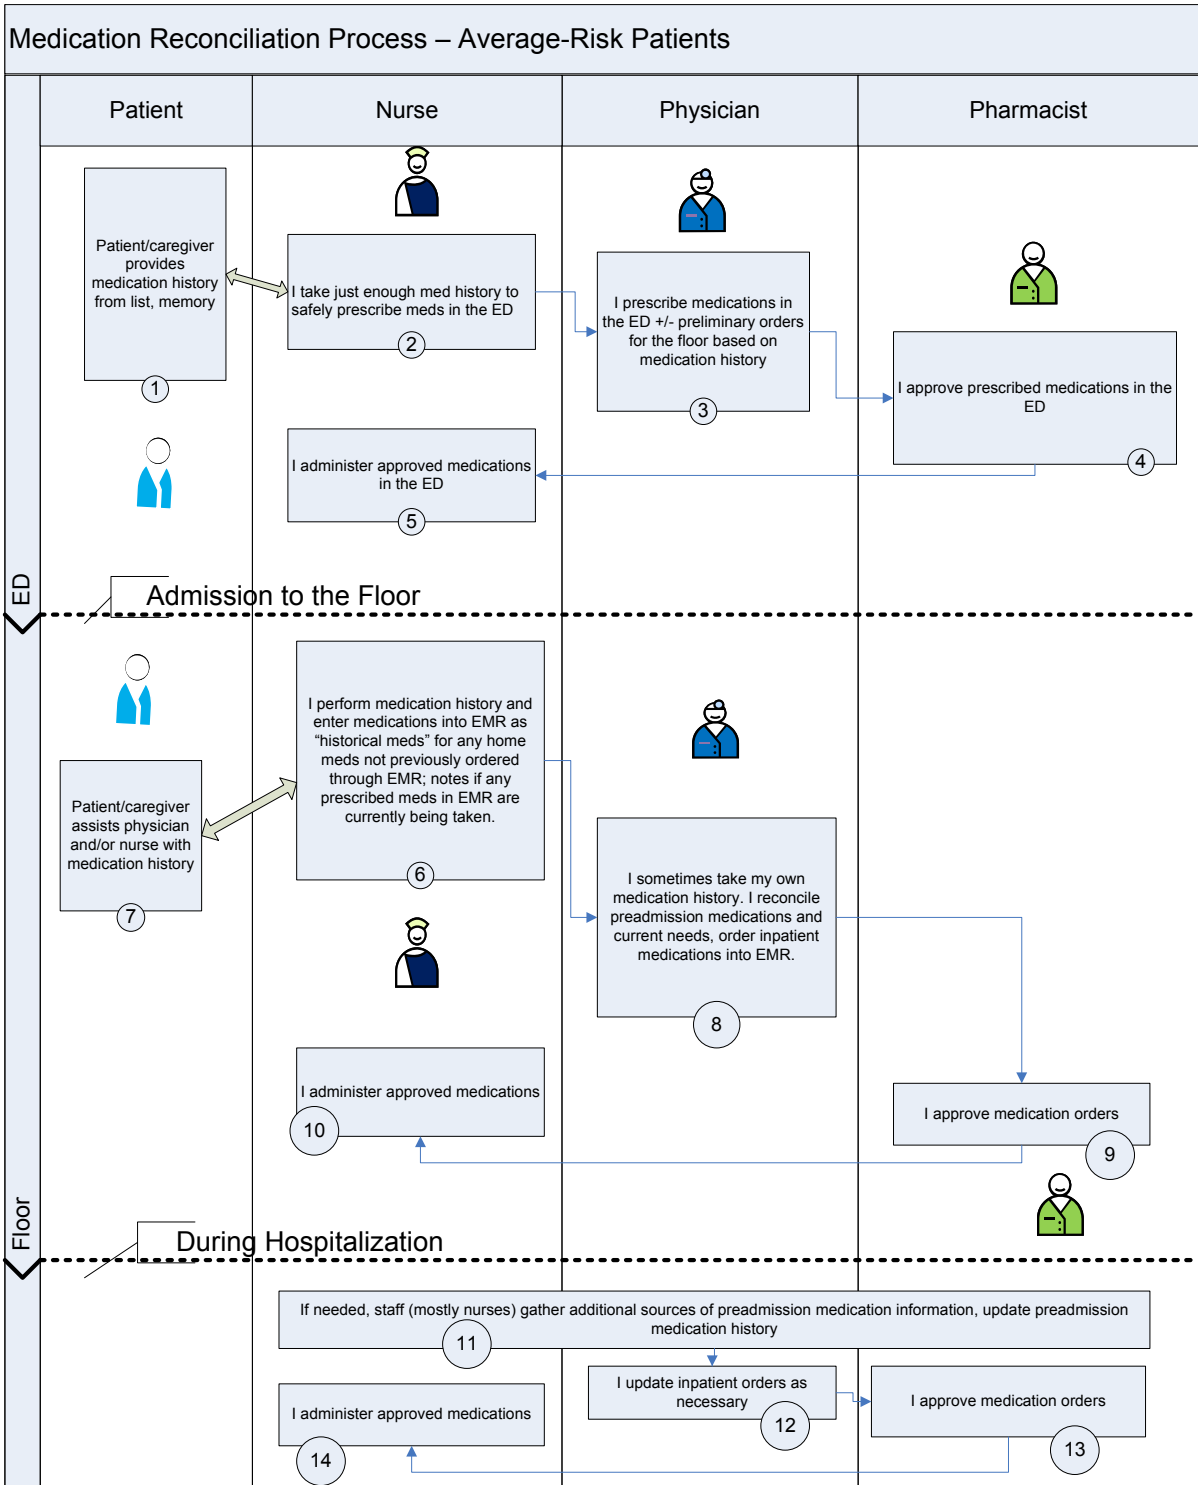 Medication Reconciliation Process – Average-Risk Patients
Patient
Nurse
Physician
Pharmacist
Patient/caregiver
provides
medication history
from list, memory
1
I take just enough med history to
safely prescribe meds in the ED
2
I prescribe medications in
the ED +/- preliminary orders
for the floor based on
medication history
3
I approve prescribed medications in the
ED
4
I administer approved medications
in the ED
5
ED
Admission to the Floor
I perform medication history and
enter medications into EMR as
“historical meds” for any home
meds not previously ordered
through EMR; notes if any
prescribed meds in EMR are
currently being taken.
6
Patient/caregiver
assists physician
and/or nurse with
medication history
7
I sometimes take my own
medication history. I reconcile
preadmission medications and
current needs, order inpatient
medications into EMR.
8
I approve medication orders
9
I administer approved medications
10
Floor
During Hospitalization
If needed, staff (mostly nurses) gather additional sources of preadmission medication information, update preadmission
medication history
11
I update inpatient orders as
necessary
12
I approve medication orders
13
I administer approved medications
14